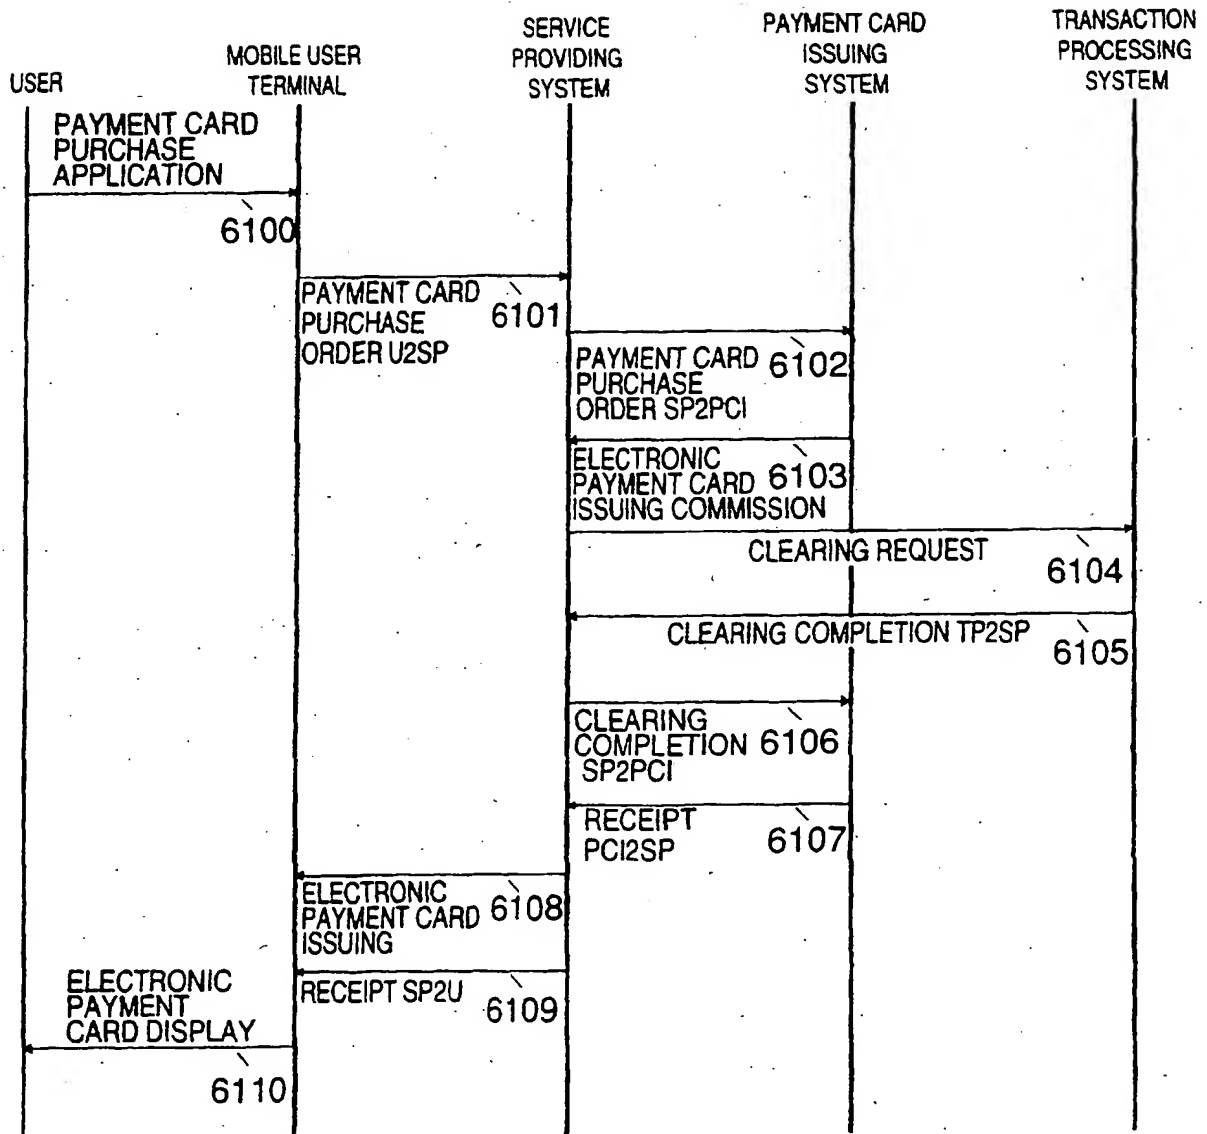 USER
MOBILE USER
TERMINAL
SERVICE
PROVIDING
SYSTEM
PAYMENT CARD
ISSUING
SYSTEM
TRANSACTION
PROCESSING
SYSTEM
PAYMENT CARD
PURCHASE
APPLICATION
6100
PAYMENT CARD
PURCHASE
ORDER U2SP
6101
PAYMENT CARD
PURCHASE
ORDER SP2PCI
6102
ELECTRONIC
PAYMENT CARD
ISSUING COMMISSION
6103
CLEARING REQUEST
6104
CLEARING COMPLETION TP2SP
6105
CLEARING
COMPLETION
SP2PCI
6106
RECEIPT
PCI2SP
6107
ELECTRONIC
PAYMENT CARD
ISSUING
6108
RECEIPT SP2U
6109
ELECTRONIC
PAYMENT
CARD DISPLAY
6110